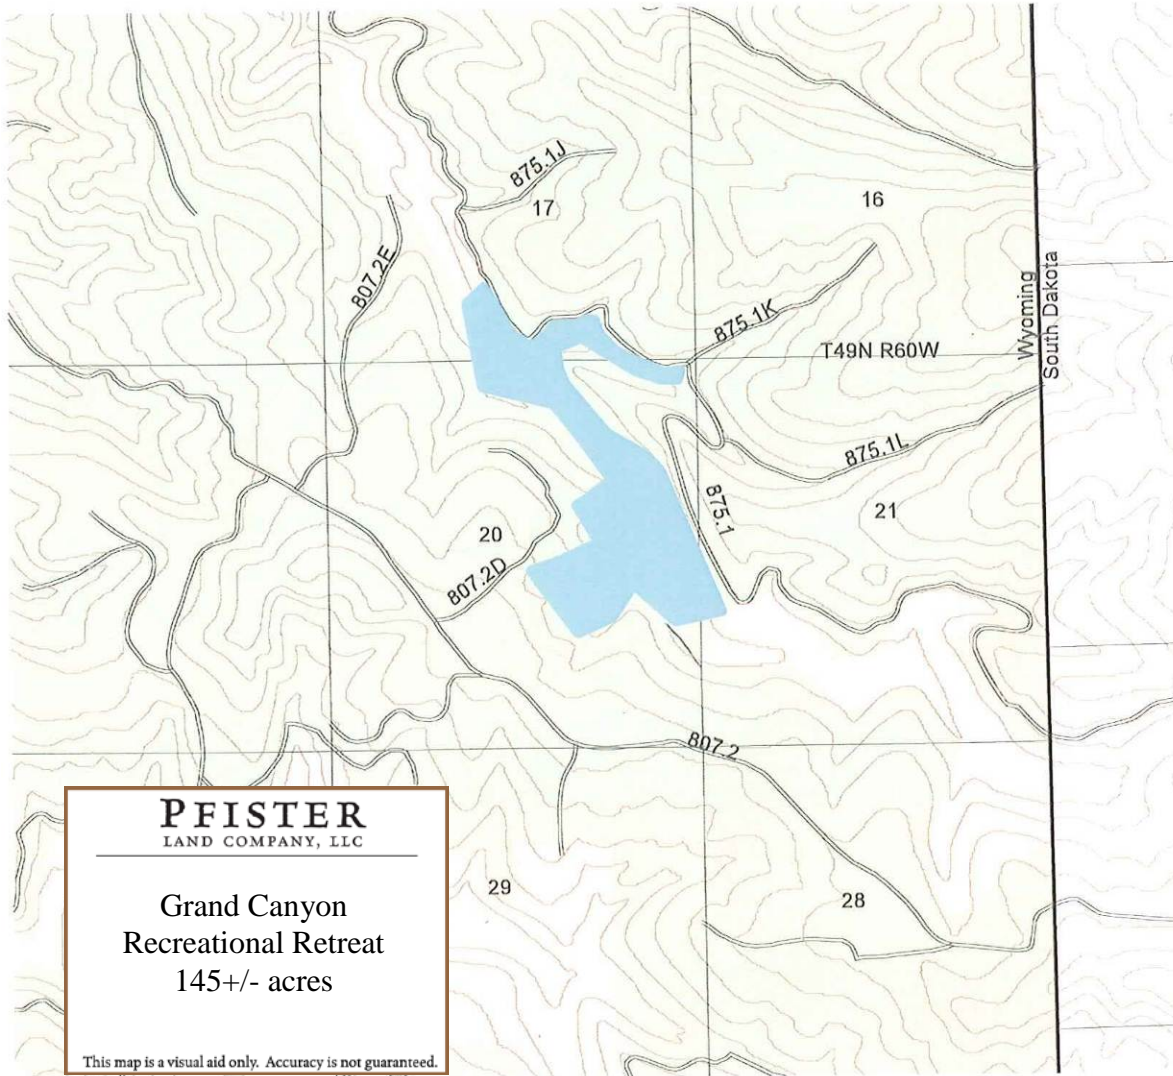 875.1J
17
16
807.2E
Wyoming
South Dakota
875.1K
T49N R60W
875.1L
875.1
21
20
807.2D
807.2
PFISTER
LAND COMPANY, LLC
Grand Canyon
Recreational Retreat
145+/- acres
29
28
This map is a visual aid only. Accuracy is not guaranteed.